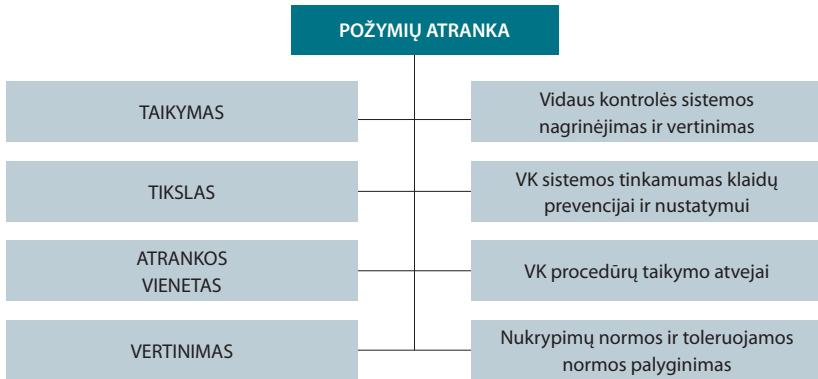 POŽYMIŲ ATRANKA
TAIKYMAS
Vidaus kontrolės sistemos
nagrinėjimas ir vertinimas
TIKSLAS
VK sistemos tinkamumas klaidų
prevencijai ir nustatymui
ATRANKOS
VIENETAS
VK procedūrų taikymo atvejai
VERTINIMAS
Nukrypimų normos ir toleruojamos
normos palyginimas